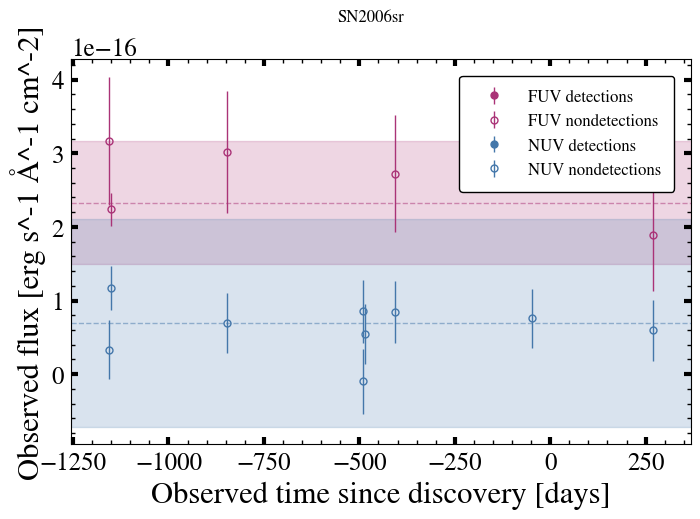 SN2006sr
1e−16
Observed flux [erg s^-1 Å^-1 cm^-2]
4
3
2
1
0
FUV detections
FUV nondetections
NUV detections
NUV nondetections
−1250 −1000 −750 −500 −250 0 250
Observed time since discovery [days]